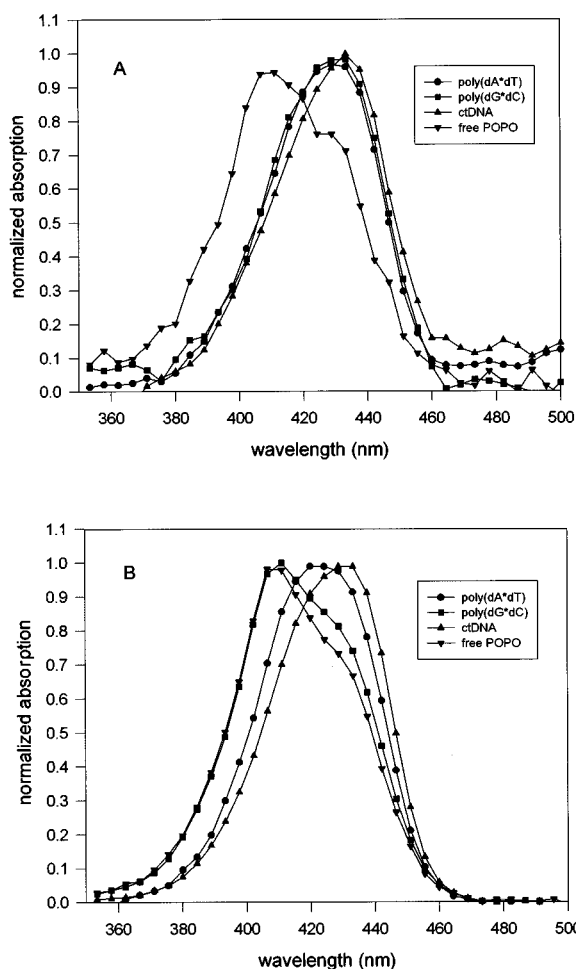 1.1
1.0
0.9
0.8
0.7
0.6
0.5
0.4
0.3
0.2
0.1
0.0
normalized absorption
A
poly(dA*dT)
poly(dG*dC)
ctDNA
free POPO
360 380 400 420 440 460 480 500
wavelength (nm)
1.1
1.0
0.9
0.8
0.7
0.6
0.5
0.4
0.3
0.2
0.1
0.0
normalized absorption
B
poly(dA*dT)
poly(dG*dC)
ctDNA
free POPO
360 380 400 420 440 460 480 500
wavelength (nm)